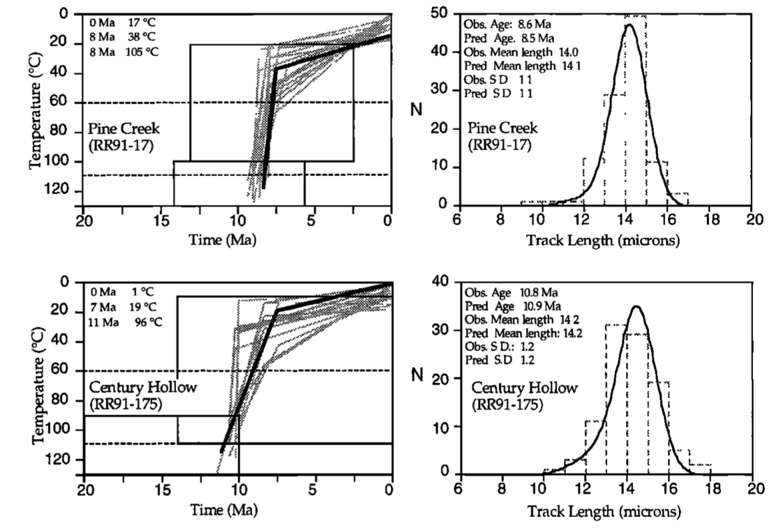 0 Ma 17 °C
8 Ma 38 °C
8 Ma 105 °C
Pine Creek
(RR91-17)
Temperature (°C)
0
20
40
60
80
100
120
20
15
10
5
0
Time (Ma)
Obs. Age: 8.6 Ma
Pred Age. 8.5 Ma
Obs. Mean length 14.0
Pred Mean length 14 1
Obs. S D 1 1
Pred S D 1 1
Pine Creek
(RR91-17)
N
50
40
30
20
10
0
6 8 10 12 14 16 18 20
Track Length (microns)
0 Ma 1 °C
7 Ma 19 °C
11 Ma 96 °C
Century Hollow
(RR91-175)
Temperature (°C)
0
20
40
60
80
100
120
20
15
10
5
0
Time (Ma)
Obs. Age 10.8 Ma
Pred Age 10.9 Ma
Obs. Mean length 14 2
Pred Mean length: 14.2
Obs. S D.: 1.2
Pred S.D 1.2
Century Hollow
(RR91-175)
N
40
30
20
10
0
6 8 10 12 14 16 18 20
Track Length (microns)